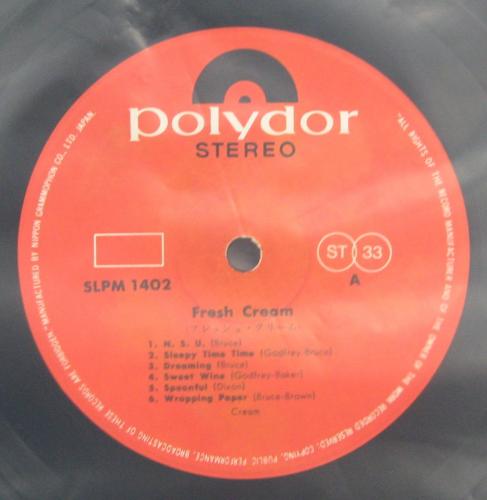 polydor
STEREO
SLPM 1402
ST 33
A
Fresh Cream
(フレッシュ・クリーム)
1. N. S. U. (Bruce)
2. Sleepy Time Time (Godfrey-Bruce)
3. Dreaming (Bruce)
4. Sweet Wine (Godfrey-Baker)
5. Spoonful (Dixon)
6. Wrapping Paper (Bruce-Brown)
Cream
"ALL RIGHTS OF THE RECORD MANUFACTURER AND OF THE OWNER OF THE WORK RECORDED RESERVED. COPYING, PUBLIC PERFORMANCE, BROADCASTING OF THESE RECORDS ARE FORBIDDEN" MANUFACTURED BY NIPPON GRAMMOPHON CO., LTD. JAPAN.